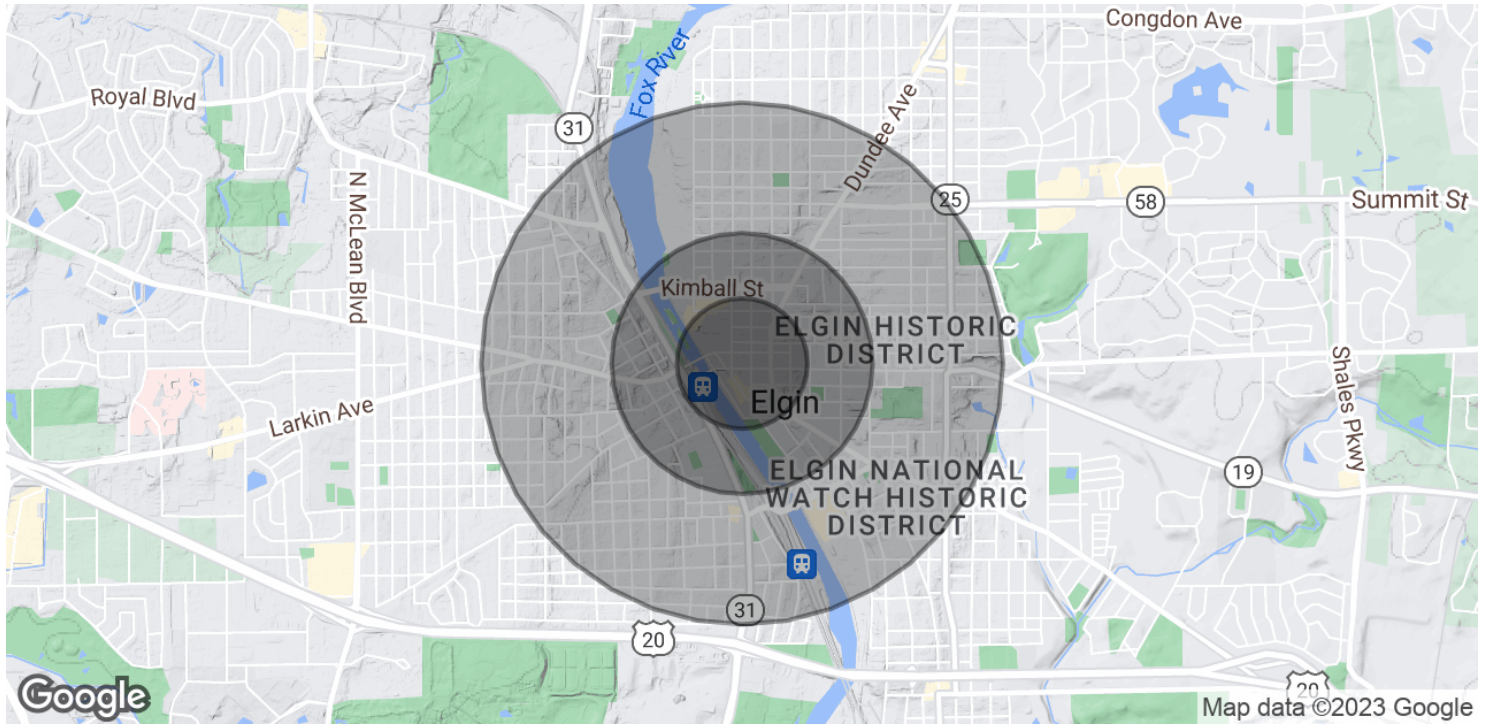 Congdon Ave
Fox River
Royal Blvd
31
Dundee Ave
N McLean Blvd
25
58
Summit St
Kimball St
ELGIN HISTORIC
DISTRICT
Shales Pkwy
Elgin
Larkin Ave
ELGIN NATIONAL
WATCH HISTORIC
DISTRICT
19
31
20
20
Google
Map data ©2023 Google